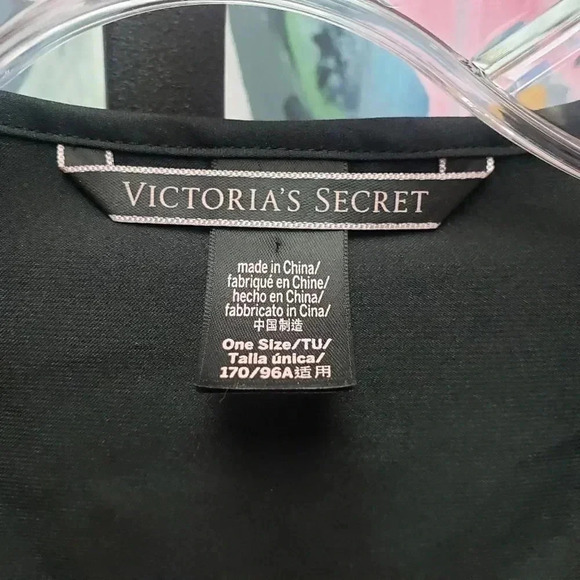 VICTORIA'S SECRET
made in China/
fabriqué en Chine/
hecho en China/
fabbricato in Cina/
中国制造
One Size/TU/
Talla única/
170/96A适用